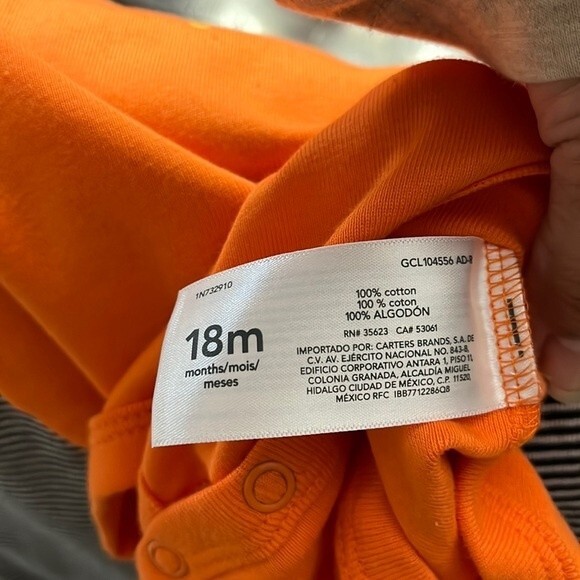 1N732910
18m
months/mois/
meses
GCL104556 AD-
100% cotton
100 % coton
100% ALGODÓN
RN# 35623 CA# 53061
IMPORTADO POR: CARTERS BRANDS, S.A. DE
C.V. AV. EJÉRCITO NACIONAL NO. 843-B,
EDIFICIO CORPORATIVO ANTARA 1, PISO 11,
COLONIA GRANADA, ALCALDÍA MIGUEL
HIDALGO CIUDAD DE MÉXICO, C.P. 11520,
MÉXICO RFC IBB7712286Q8